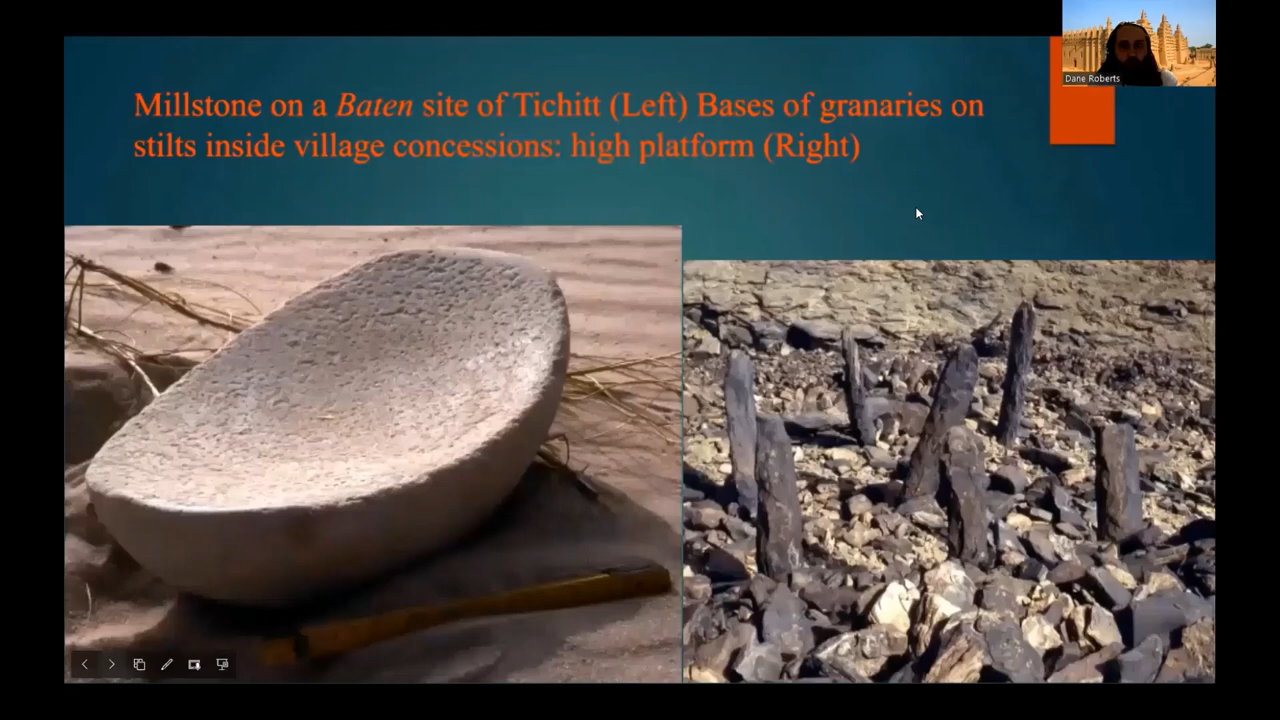 Dane Roberts
Millstone on a Baten site of Tichitt (Left) Bases of granaries on
stilts inside village concessions: high platform (Right)